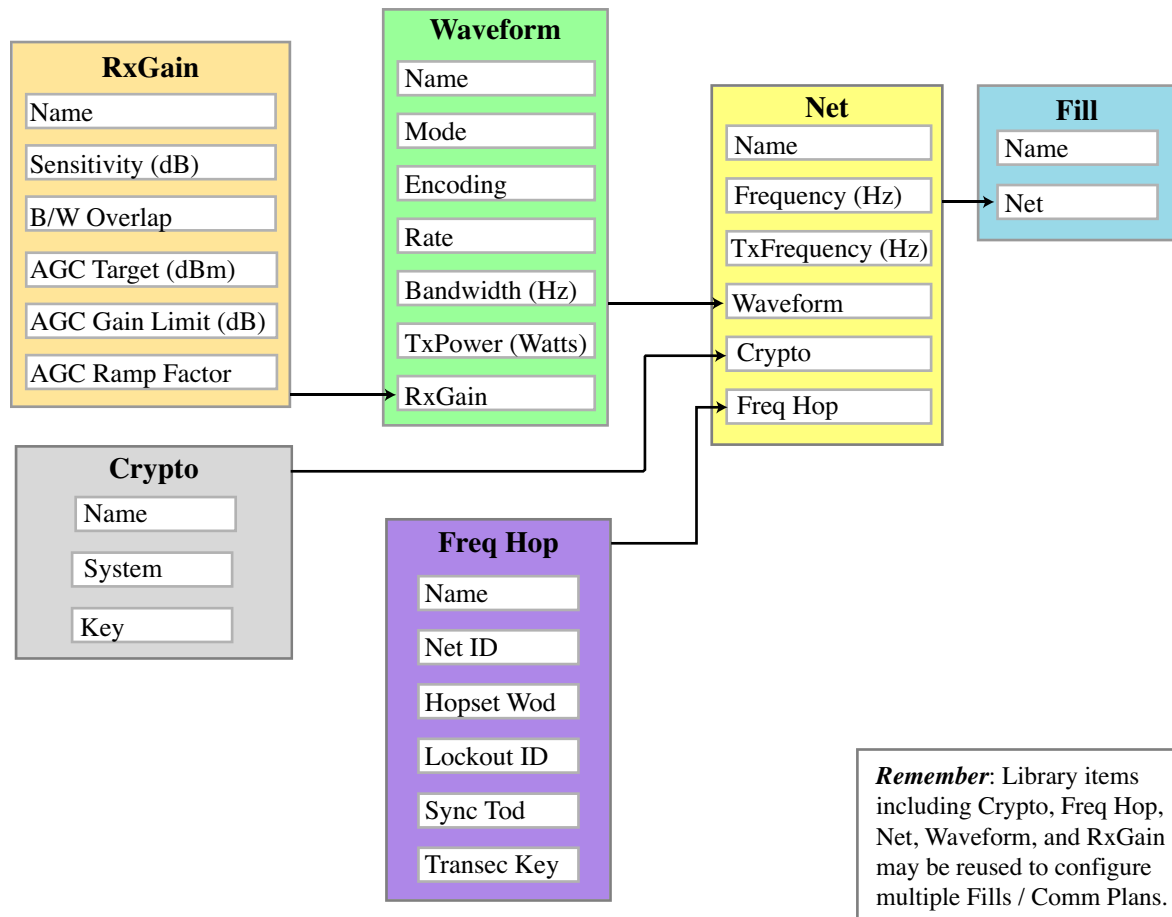 RxGain
Name
Sensitivity (dB)
B/W Overlap
AGC Target (dBm)
AGC Gain Limit (dB)
AGC Ramp Factor
Waveform
Name
Mode
Encoding
Rate
Bandwidth (Hz)
TxPower (Watts)
RxGain
Net
Name
Frequency (Hz)
TxFrequency (Hz)
Waveform
Crypto
Freq Hop
Fill
Name
Net
Crypto
Name
System
Key
Freq Hop
Name
Net ID
Hopset Wod
Lockout ID
Sync Tod
Transec Key
Remember: Library items
including Crypto, Freq Hop,
Net, Waveform, and RxGain
may be reused to configure
multiple Fills / Comm Plans.